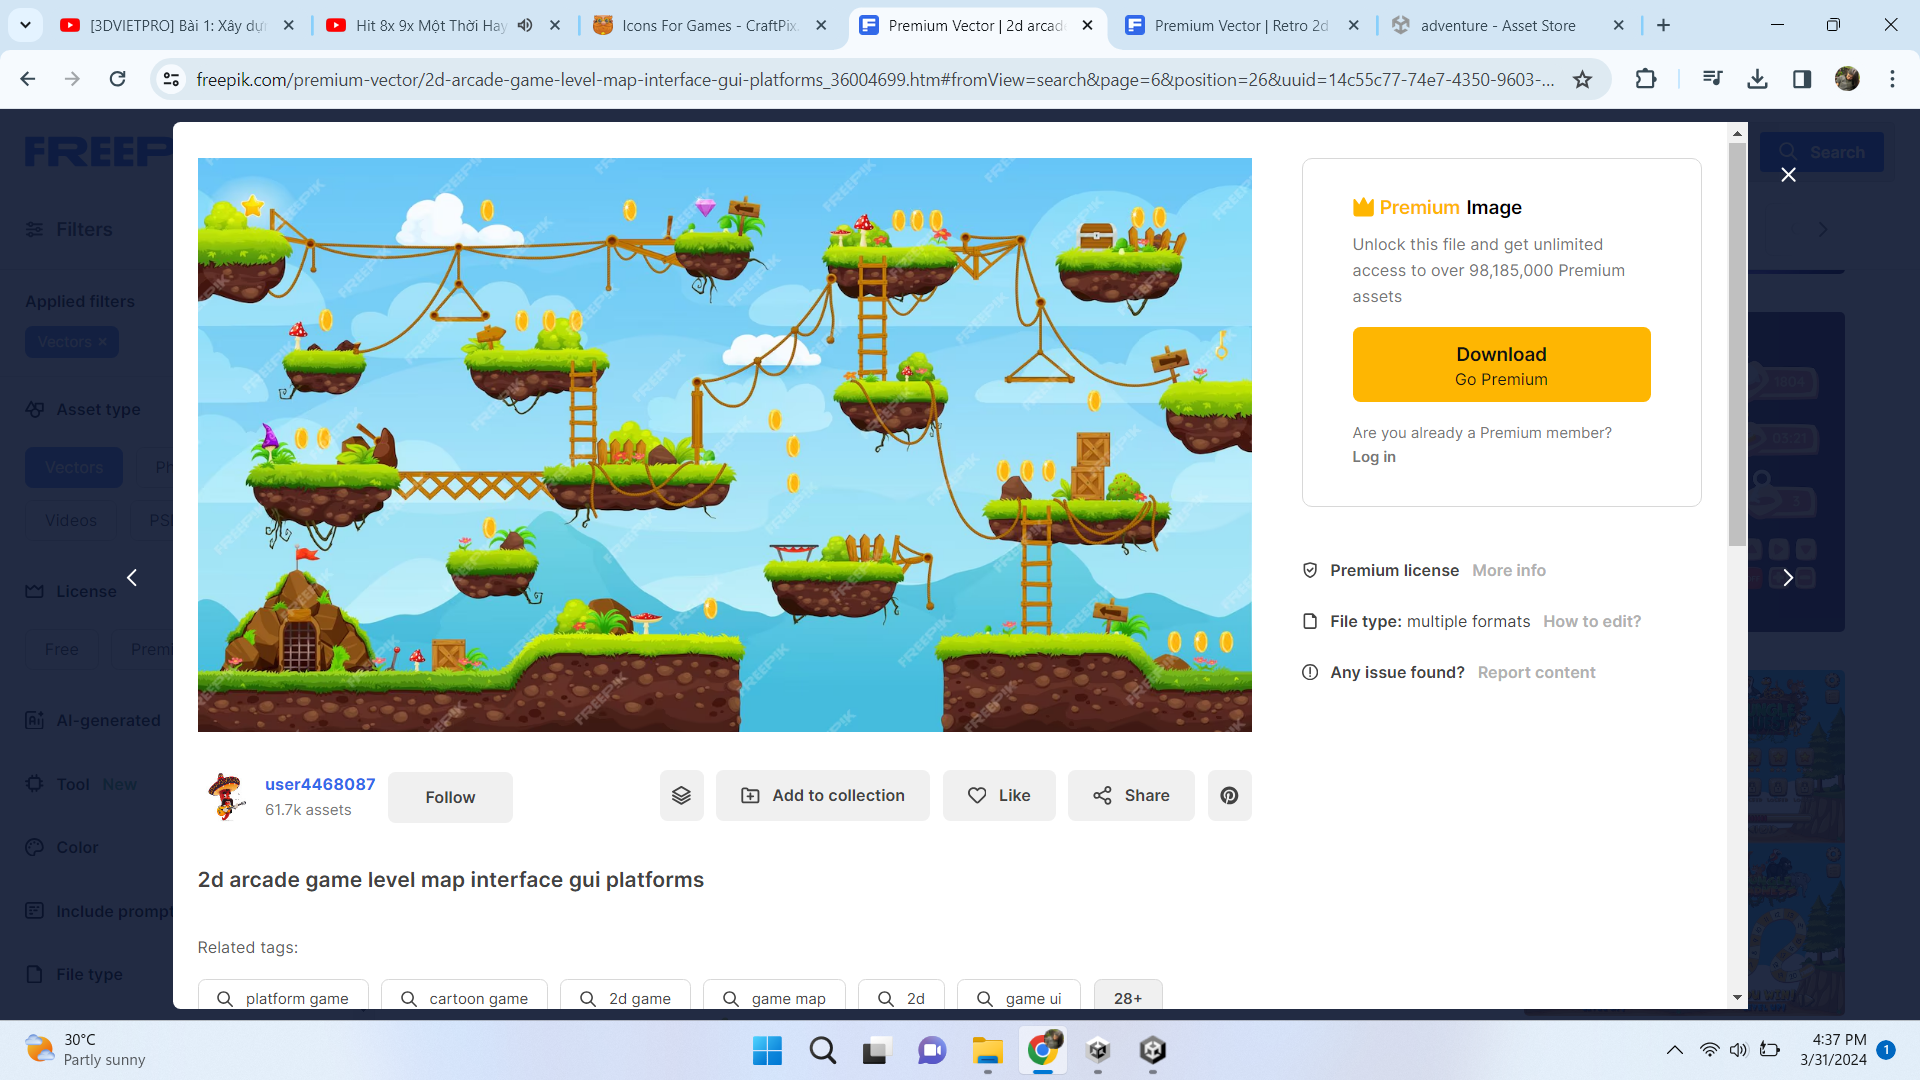 [3DVIETPRO] Bài 1: Xây dự
Hit 8x 9x Một Thời Hay
Icons For Games - CraftPix.
Premium Vector | 2d arcade
Premium Vector | Retro 2d
adventure - Asset Store
freepik.com/premium-vector/2d-arcade-game-level-map-interface-gui-platforms_36004699.htm#fromView=search&page=6&position=26&uuid=14c55c77-74e7-4350-9603-...
FREEP
Search
Filters
Applied filters
Vectors ×
Asset type
Vectors
Ph
Videos
PS
License
Free
Premi
AI-generated
Tool New
Color
Include prompt
File type
Premium Image
Unlock this file and get unlimited
access to over 98,185,000 Premium
assets
Download
Go Premium
Are you already a Premium member?
Log in
Premium license More info
File type: multiple formats How to edit?
Any issue found? Report content
FREEPIK
user4468087
61.7k assets
Follow
Add to collection
Like
Share
2d arcade game level map interface gui platforms
Related tags:
platform game
cartoon game
2d game
game map
2d
game ui
28+
30°C
Partly sunny
4:37 PM
3/31/2024
1